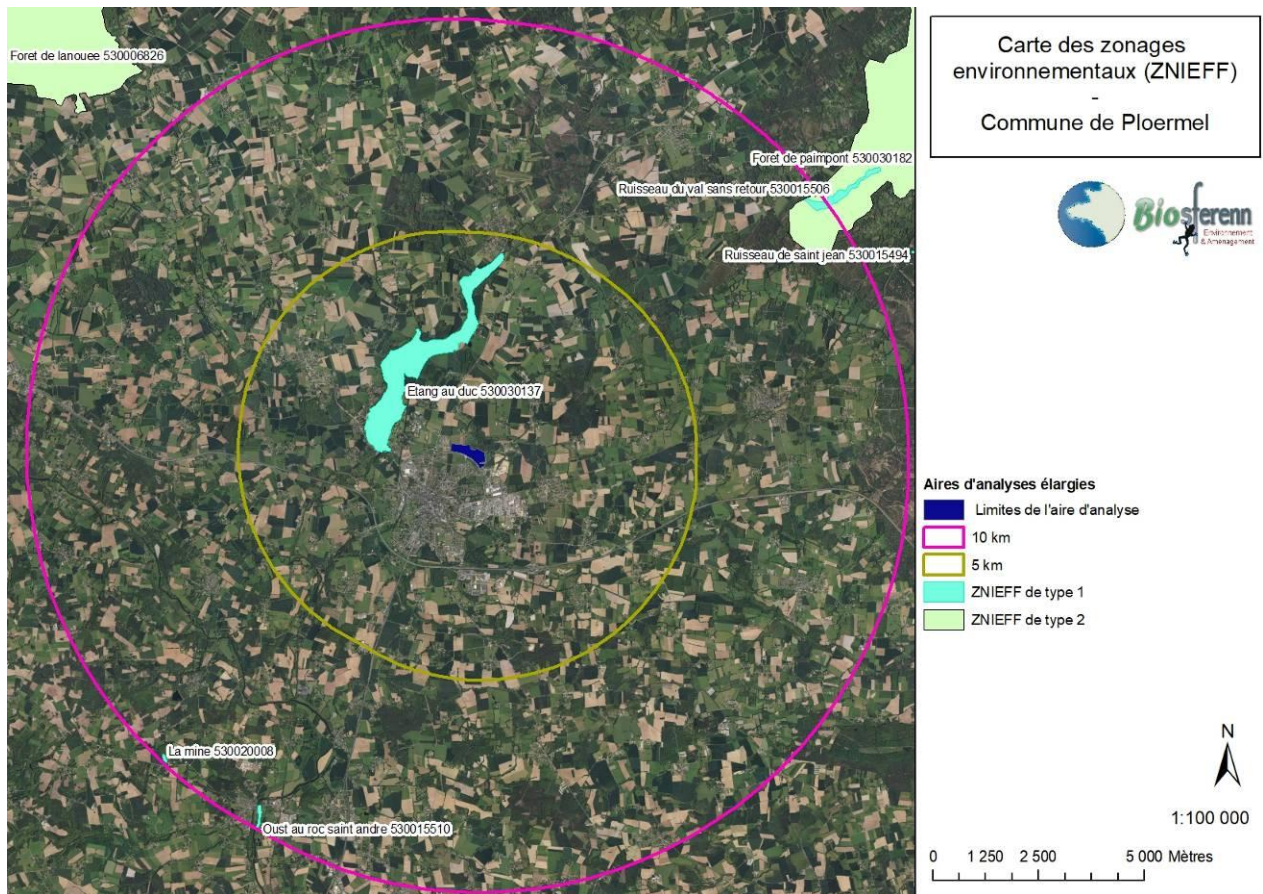 Foret de lanouee 530006826
Foret de paimpont 530030182
Ruisseau du val sans retour 530015506
Ruisseau de saint jean 530015494
Etang au duc 530030137
La mine 530020008
Oust au roc saint andre 530015510
Carte des zonages
environnementaux (ZNIEFF)
-
Commune de Ploermel
Biosferenn
Environnement
& Aménagement
Aires d'analyses élargies
Limites de l'aire d'analyse
10 km
5 km
ZNIEFF de type 1
ZNIEFF de type 2
N
1:100 000
0 1 250 2 500 5 000 Mètres